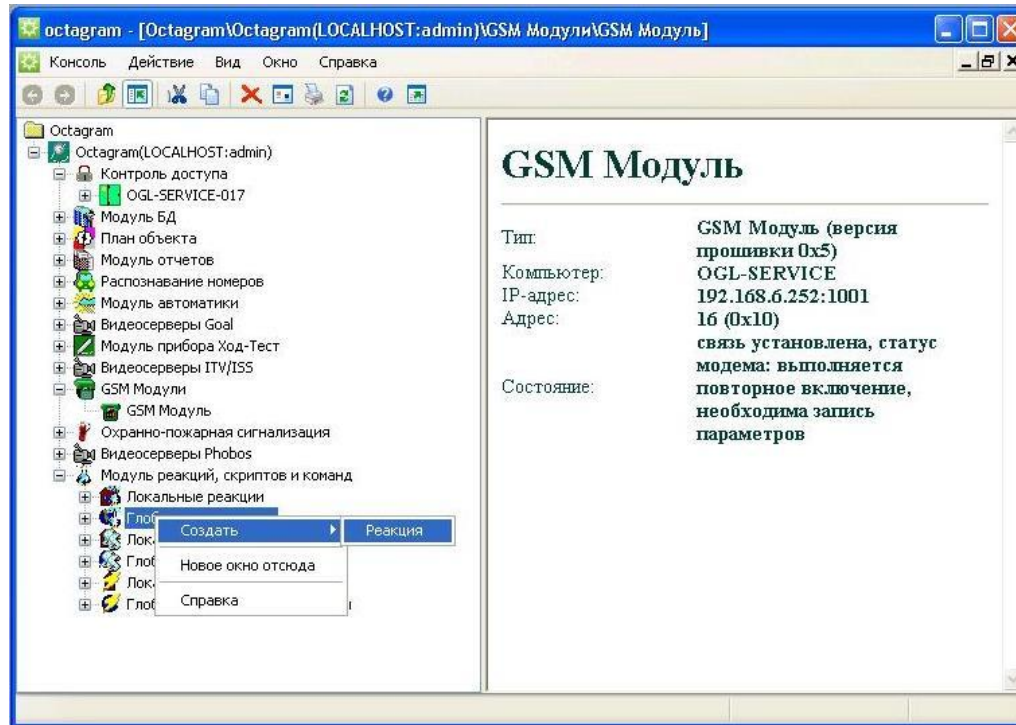 octagram - [Octagram\Octagram(LOCALHOST:admin)\GSM Модули\GSM Модуль]
Консоль Действие Вид Окно Справка
Octagram
Octagram(LOCALHOST:admin)
Контроль доступа
OGL-SERVICE-017
Модуль БД
План объекта
Модуль отчетов
Распознавание номеров
Модуль автоматики
Видеосерверы Goal
Модуль прибора Ход-Тест
Видеосерверы ITV/ISS
GSM Модули
GSM Модуль
Охранно-пожарная сигнализация
Видеосерверы Phobos
Модуль реакций, скриптов и команд
Локальные реакции
Создать
Реакция
Новое окно отсюда
Справка
GSM Модуль
Тип: GSM Модуль (версия
прошивки 0x5)
Компьютер: OGL-SERVICE
IP-адрес: 192.168.6.252:1001
Адрес: 16 (0x10)
Состояние: связь установлена, статус
модема: выполняется
повторное включение,
необходима запись
параметров